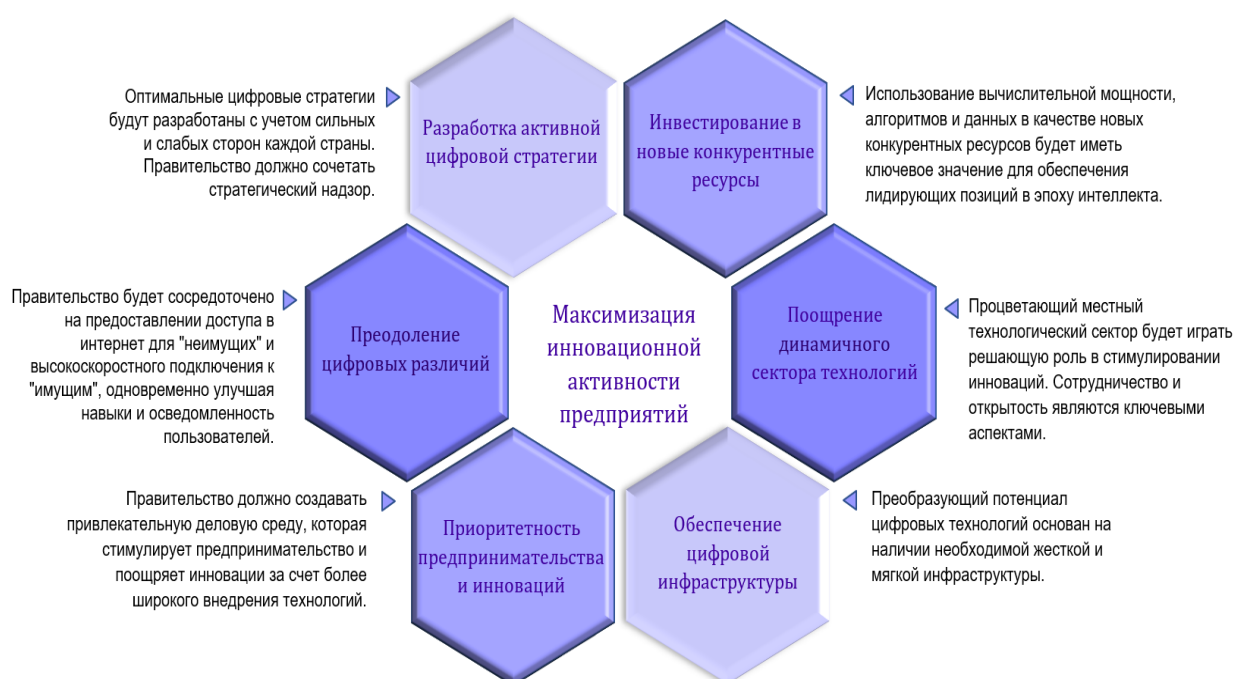 Оптимальные цифровые стратегии
будут разработаны с учетом сильных
и слабых сторон каждой страны.
Правительство должно сочетать
стратегический надзор.
Разработка активной
цифровой стратегии
Инвестирование в
новые конкурентные
ресурсы
Использование вычислительной мощности,
алгоритмов и данных в качестве новых
конкурентных ресурсов будет иметь
ключевое значение для обеспечения
лидирующих позиций в эпоху интеллекта.
Правительство будет сосредоточено
на предоставлении доступа в
интернет для "неимущих" и
высокоскоростного подключения к
"имущим", одновременно улучшая
навыки и осведомленность
пользователей.
Преодоление
цифровых различий
Максимизация
инновационной
активности
предприятий
Поощрение
динамичного
сектора технологий
Процветающий местный
технологический сектор будет играть
решающую роль в стимулировании
инноваций. Сотрудничество и
открытость являются ключевыми
аспектами.
Правительство должно создавать
привлекательную деловую среду, которая
стимулирует предпринимательство и
поощряет инновации за счет более
широкого внедрения технологий.
Приоритетность
предпринимательства
и инноваций
Обеспечение
цифровой
инфраструктуры
Преобразующий потенциал
цифровых технологий основан на
наличии необходимой жесткой и
мягкой инфраструктуры.